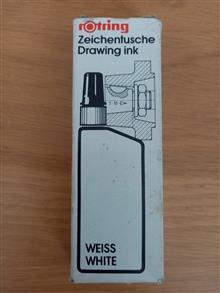 rotring
Zeichentusche
Drawing ink
WEISS
WHITE